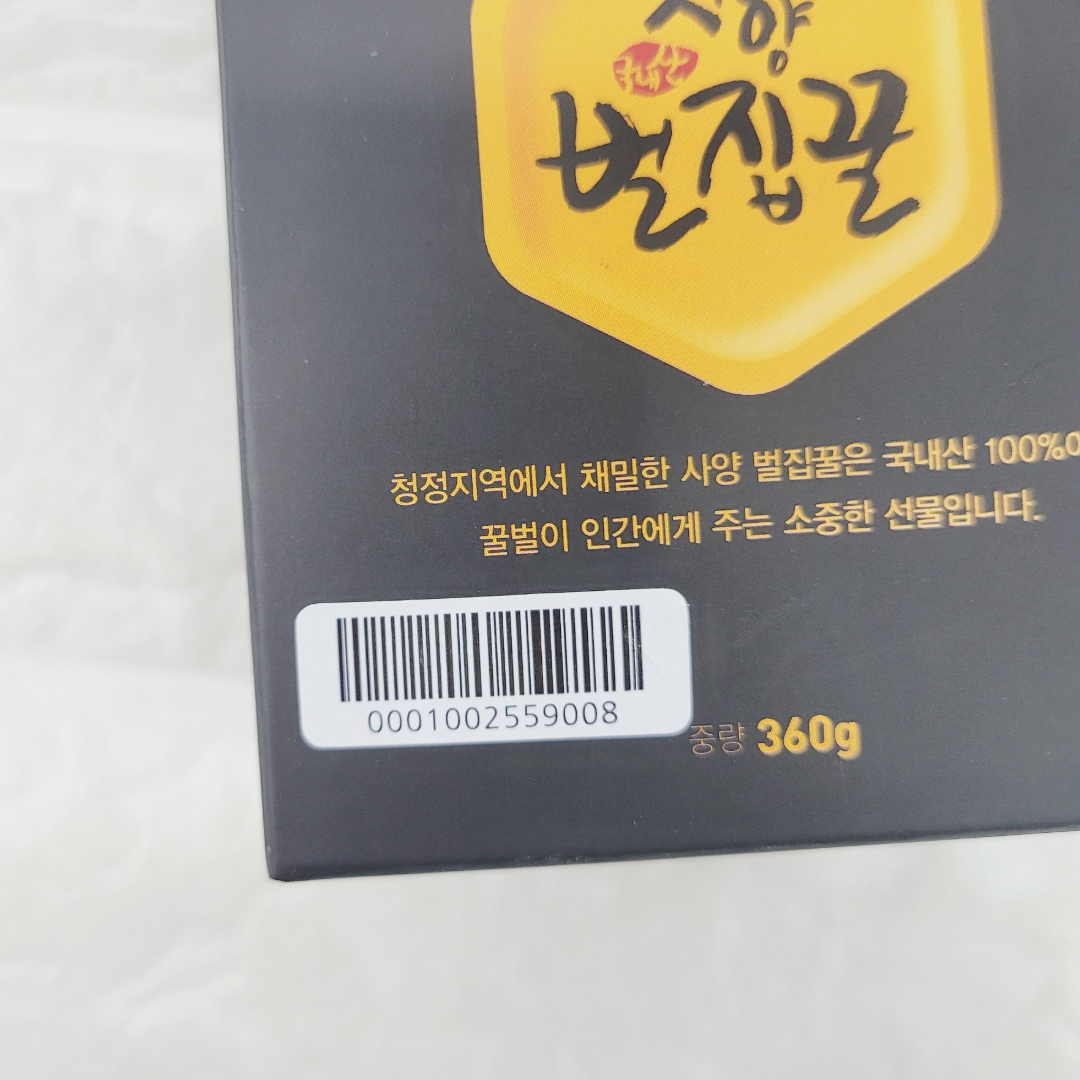 사양
국내산
벌집꿀
청정지역에서 채밀한 사양 벌집꿀은 국내산 100%
꿀벌이 인간에게 주는 소중한 선물입니다.
0001002559008
중량 360g